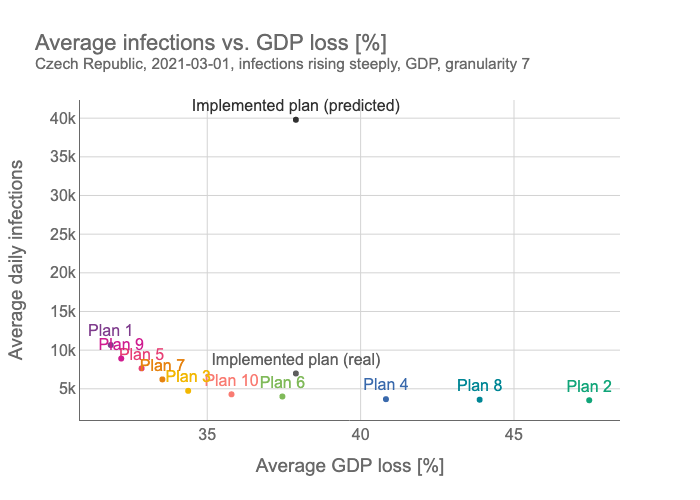 Average infections vs. GDP loss [%]
Czech Republic, 2021-03-01, infections rising steeply, GDP, granularity 7
Implemented plan (predicted)
40k
35k
30k
25k
20k
15k
10k
5k
Average daily infections
Plan 1
Plan 9
Plan 5
Plan 7
Plan 3
Plan 10
Plan 6
Implemented plan (real)
Plan 4
Plan 8
Plan 2
35
40
45
Average GDP loss [%]